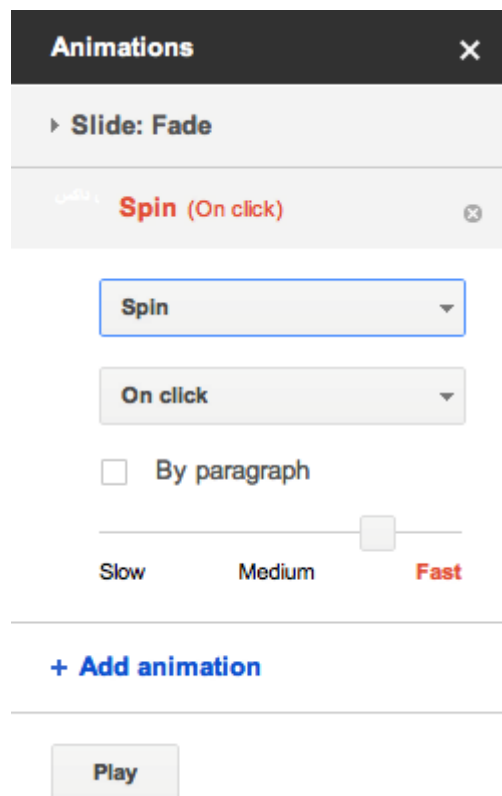 Animations
Slide: Fade
Spin (On click)
Spin
On click
By paragraph
Slow Medium Fast
+ Add animation
Play